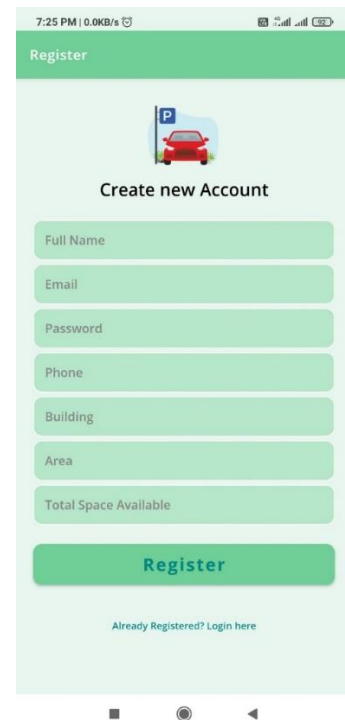 7:25 PM | 0.0KB/s
92
Register
P
Create new Account
Full Name
Email
Password
Phone
Building
Area
Total Space Available
Register
Already Registered? Login here